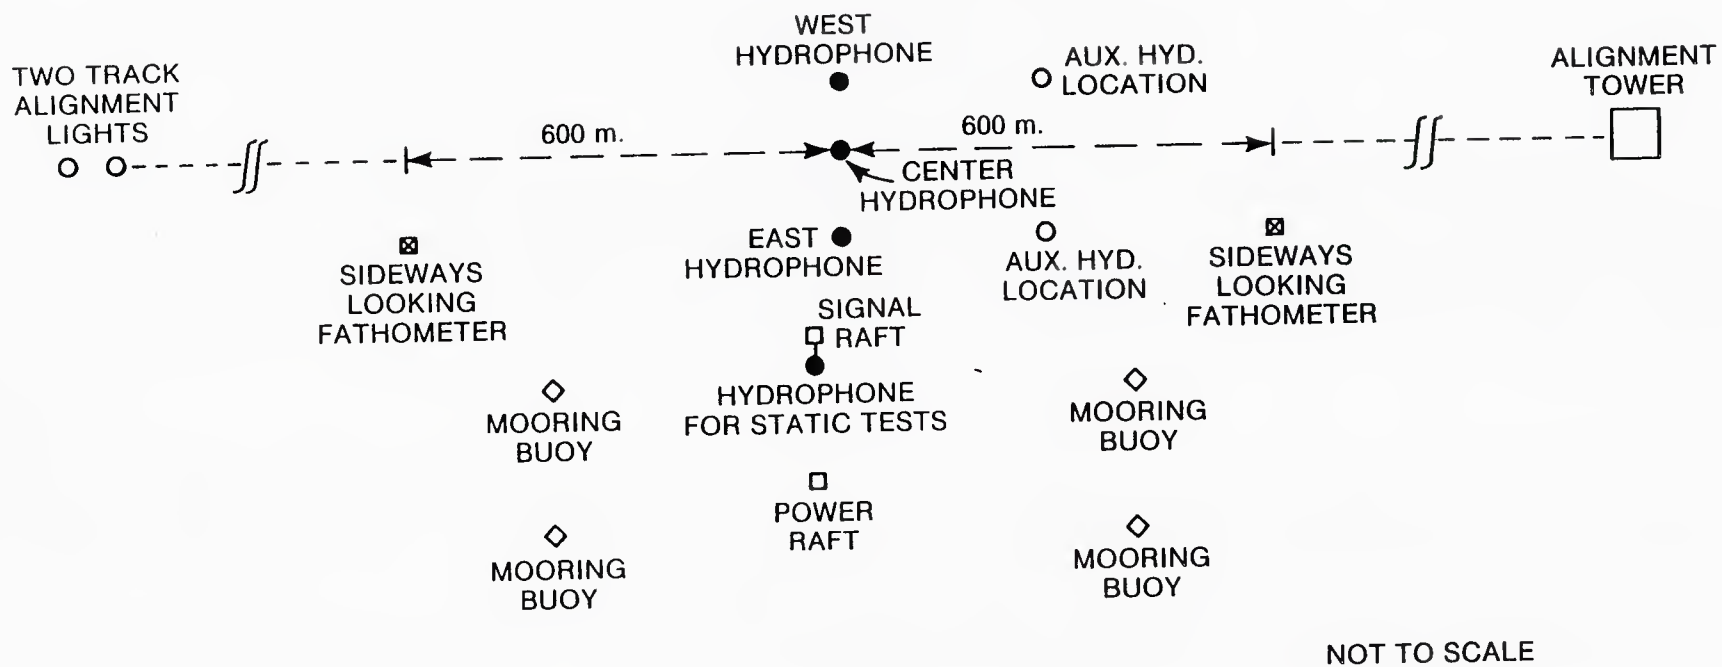 WEST
HYDROPHONE
AUX. HYD.
LOCATION
ALIGNMENT
TOWER
TWO TRACK
ALIGNMENT
LIGHTS
600 m.
600 m.
CENTER
HYDROPHONE
EAST
HYDROPHONE
AUX. HYD.
LOCATION
SIDEWAYS
LOOKING
FATHOMETER
SIDEWAYS
LOOKING
FATHOMETER
SIGNAL
RAFT
HYDROPHONE
FOR STATIC TESTS
MOORING
BUOY
MOORING
BUOY
POWER
RAFT
MOORING
BUOY
MOORING
BUOY
NOT TO SCALE